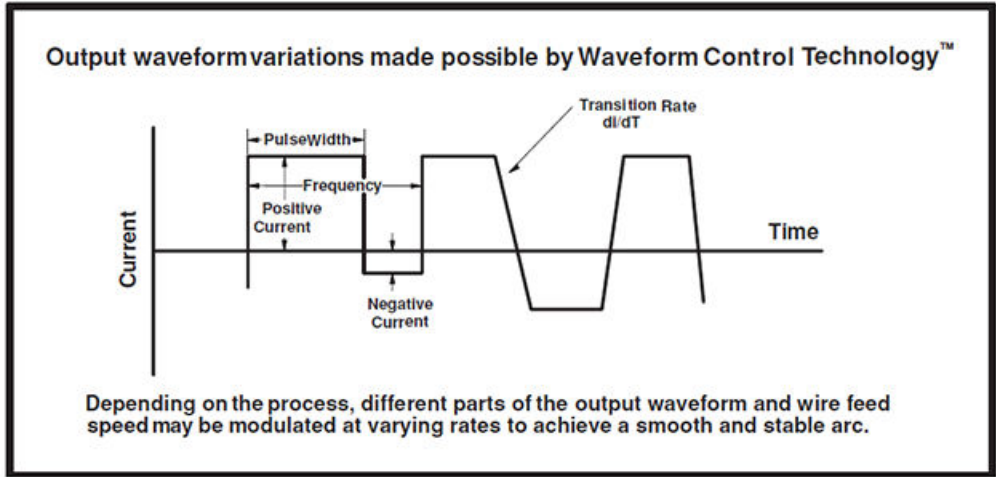 Output waveform variations made possible by Waveform Control Technology™
Transition Rate
dI/dT
PulseWidth
Frequency
Positive
Current
Time
Current
Negative
Current
Depending on the process, different parts of the output waveform and wire feed
speed may be modulated at varying rates to achieve a smooth and stable arc.